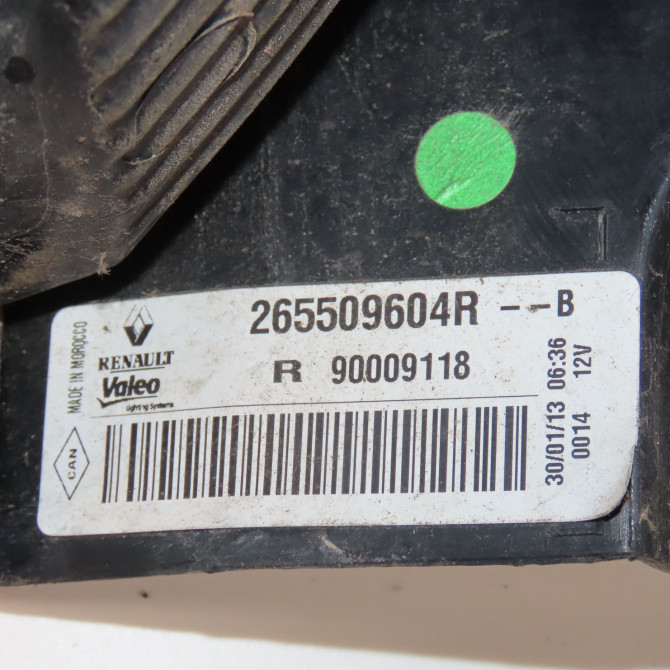 265509604R - - B
R 90009118
RENAULT
Valeo
Lighting Systems
MADE IN MOROCCO
CAN
30/01/13 06:36
0014 12V